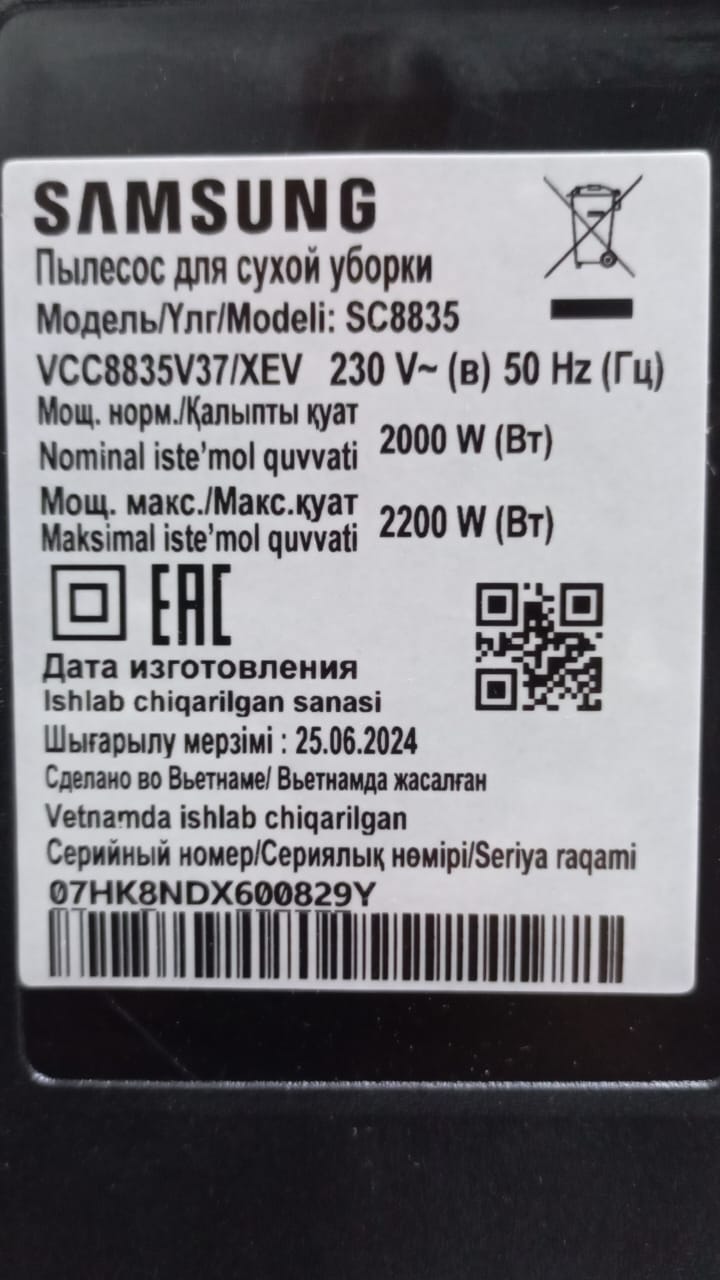 SAMSUNG
Пылесос для сухой уборки
Модель/Үлг/Modeli: SC8835
VCC8835V37/XEV 230 V~ (в) 50 Hz (Гц)
Мощ. норм./Қалыпты қуат
Nominal iste’mol quvvati 2000 W (Вт)
Мощ. макс./Макс.қуат
Maksimal iste’mol quvvati 2200 W (Вт)
EAC
Дата изготовления
Ishlab chiqarilgan sanasi
Шығарылу мерзімі : 25.06.2024
Сделано во Вьетнаме/ Вьетнамда жасалған
Vetnamda ishlab chiqarilgan
Серийный номер/Сериялық нөмірі/Seriya raqami
07HK8NDX600829Y